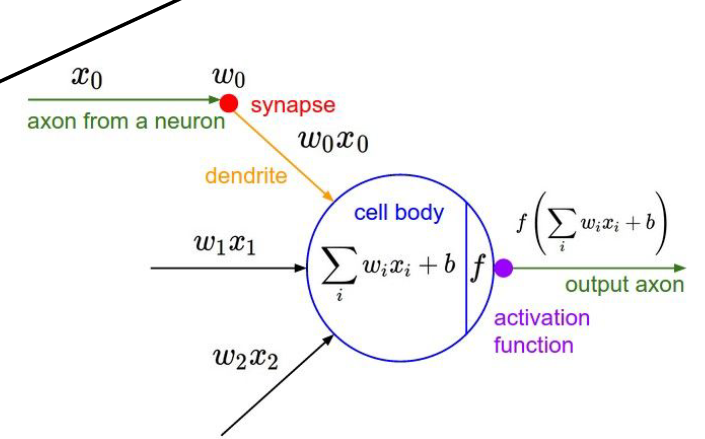 x₀
w₀
synapse
axon from a neuron
w₀x₀
dendrite
cell body
f(∑ᵢ wᵢxᵢ + b)
w₁x₁
∑ᵢ wᵢxᵢ + b
f
output axon
activation
function
w₂x₂